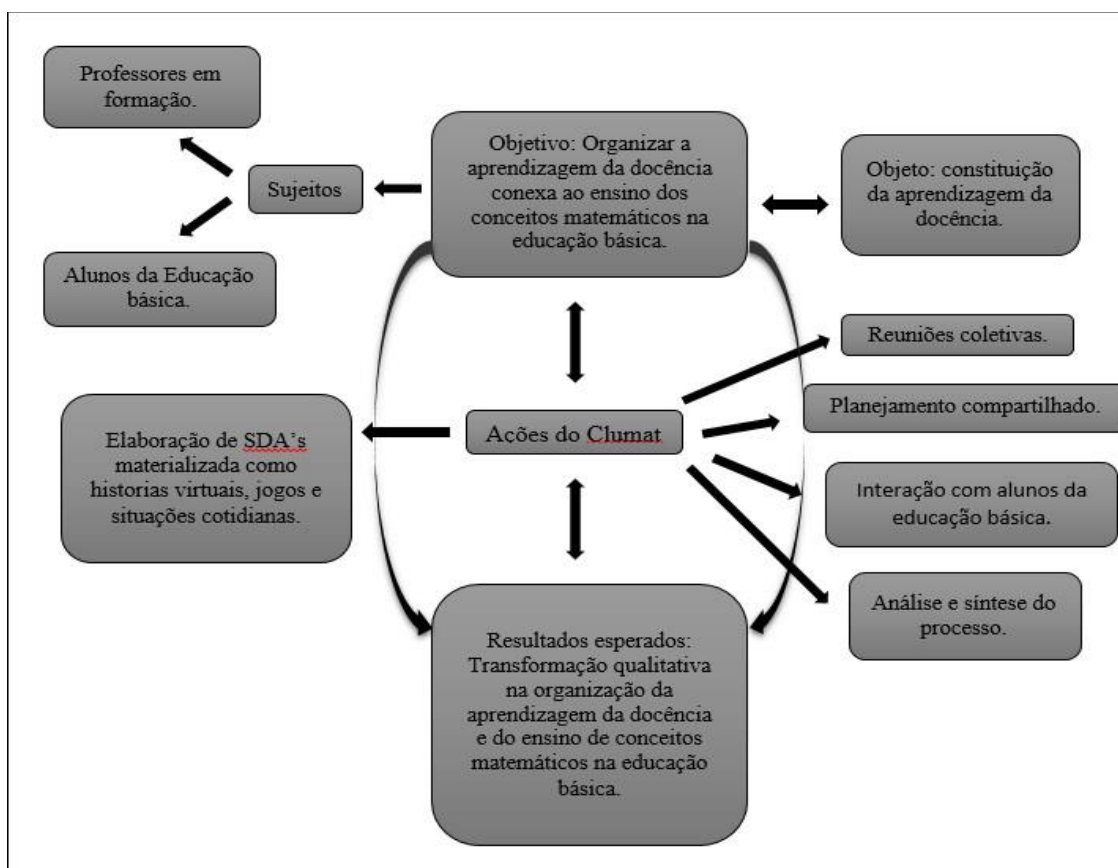 Professores em
formação.
Objetivo: Organizar a
aprendizagem da docência
conexa ao ensino dos
conceitos matemáticos na
educação básica.
Objeto: constituição
da aprendizagem da
docência.
Sujeitos
Alunos da Educação
básica.
Reuniões coletivas.
Elaboração de SDA’s
materializada como
historias virtuais, jogos e
situações cotidianas.
Ações do Clumat
Planejamento compartilhado.
Interação com alunos da
educação básica.
Análise e síntese do
processo.
Resultados esperados:
Transformação qualitativa
na organização da
aprendizagem da docência
e do ensino de conceitos
matemáticos na educação
básica.